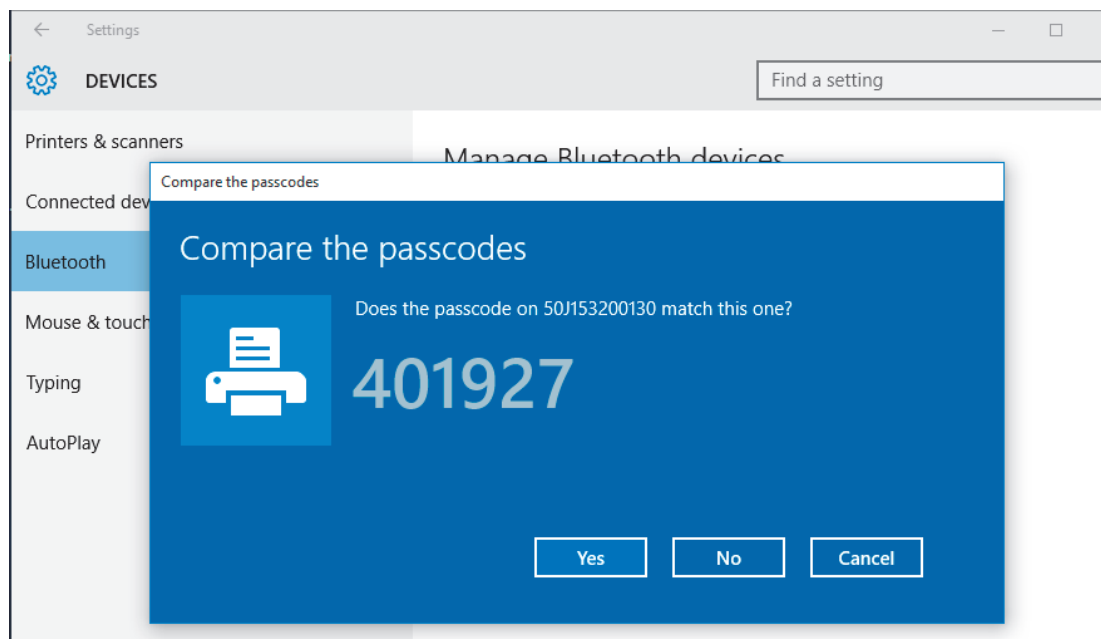 Settings
DEVICES
Find a setting
Printers & scanners
Manage Bluetooth devices
Compare the passcodes
Connected dev
Compare the passcodes
Bluetooth
Does the passcode on 50J153200130 match this one?
Mouse & touch
401927
Typing
AutoPlay
Yes
No
Cancel